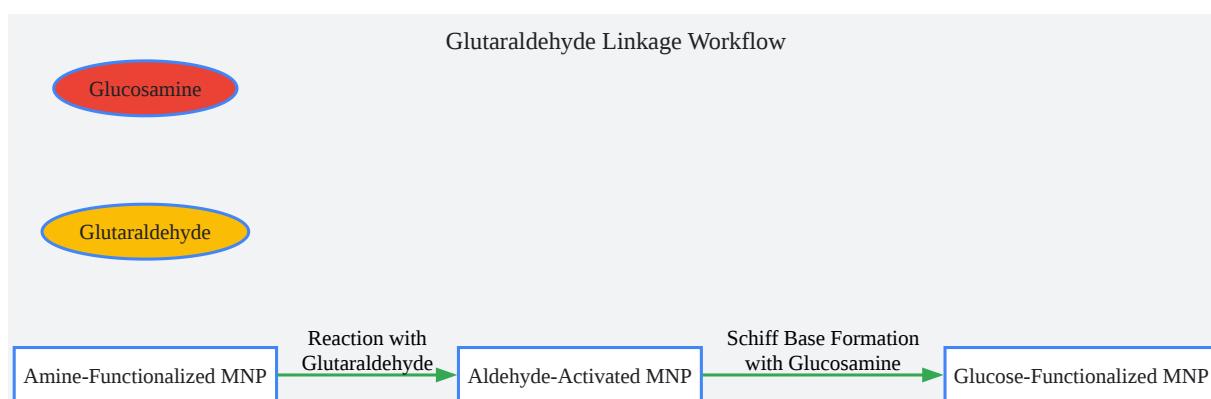 Glutaraldehyde Linkage Workflow
Glucosamine
Glutaraldehyde
Reaction with
Glutaraldehyde
Schiff Base Formation
with Glucosamine
Amine-Functionalized MNP
Aldehyde-Activated MNP
Glucose-Functionalized MNP